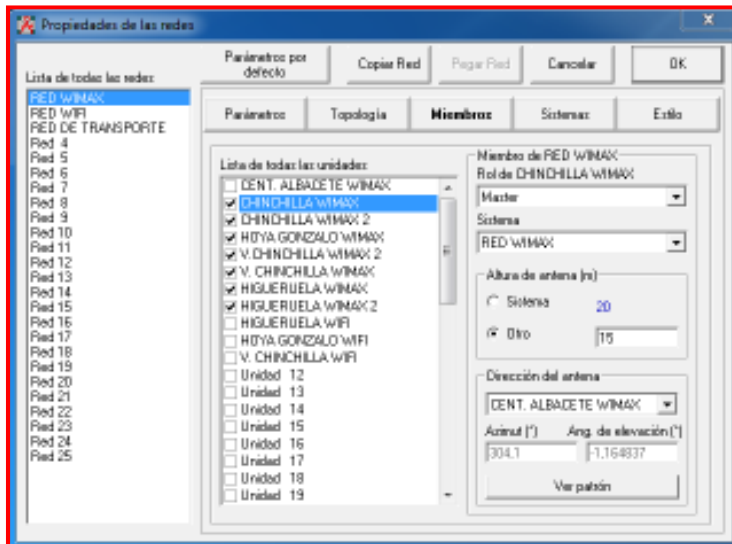 Propiedades de las redes
Parámetros por defecto
Copiar Red
Pegar Red
Cancelar
OK
Lista de todas las redes:
RED WIMAX
RED WIFI
RED DE TRANSPORTE
Red 4
Red 5
Red 6
Red 7
Red 8
Red 9
Red 10
Red 11
Red 12
Red 13
Red 14
Red 15
Red 16
Red 17
Red 18
Red 19
Red 20
Red 21
Red 22
Red 23
Red 24
Red 25
Parámetros
Topología
Miembros
Sistemas
Estilo
Lista de todas las unidades:
CENT. ALBACETE WIMAX
CHINCHILLA WIMAX
CHINCHILLA WIMAX 2
HOYA GONZALO WIMAX
V.CHINCHILLA WIMAX 2
V. CHINCHILLA WIMAX
HIGUERUELA WIMAX
HIGUERUELA WIMAX 2
HIGUERUELA WIFI
HOYA GONZALO WIFI
V. CHINCHILLA WIFI
Unidad 12
Unidad 13
Unidad 14
Unidad 15
Unidad 16
Unidad 17
Unidad 18
Unidad 19
Miembro de RED WIMAX
Rol de CHINCHILLA WIMAX
Master
Sistema
RED WIMAX
Altura de antena (m)
Sistema 20
Otro 15
Dirección del antena
CENT. ALBACETE WIMAX
Azimut (°) Ang. de elevación (°)
304,1 -1,164837
Ver patrón